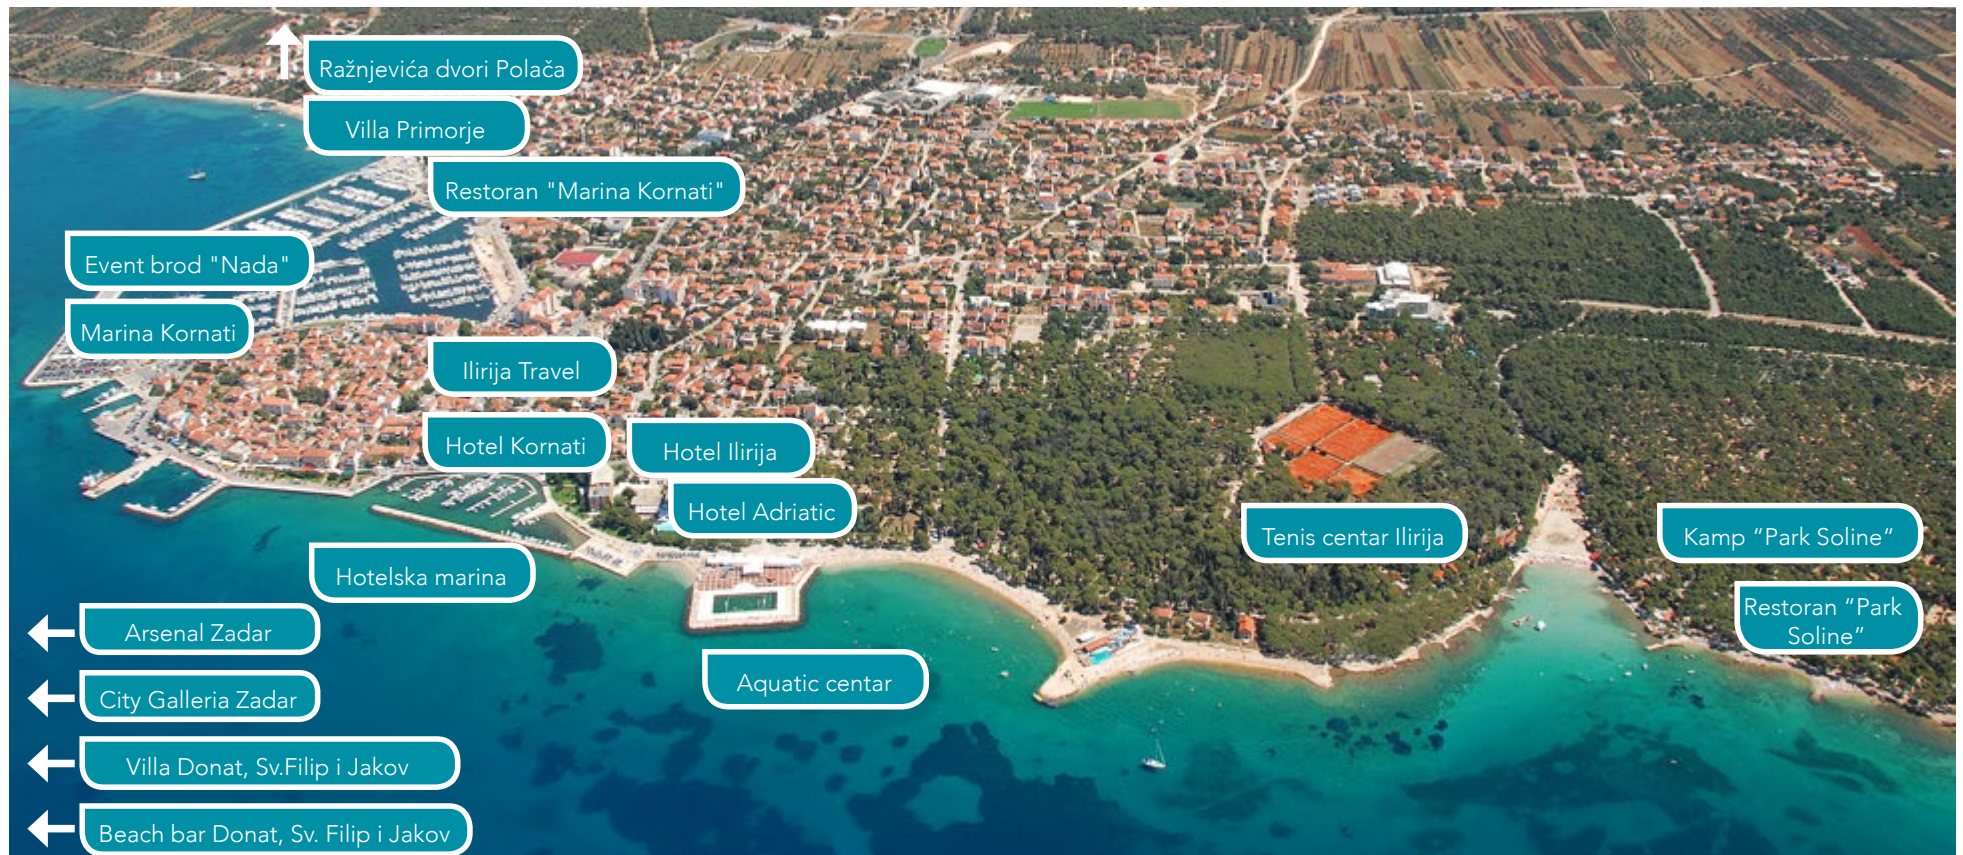 Ražnjevića dvori Polača
Villa Primorje
Restoran "Marina Kornati"
Event brod "Nada"
Marina Kornati
Ilirija Travel
Hotel Kornati
Hotel Ilirija
Hotel Adriatic
Tenis centar Ilirija
Kamp “Park Soline“
Hotelska marina
Restoran “Park
Soline”
Arsenal Zadar
Aquatic centar
City Galleria Zadar
Villa Donat, Sv.Filip i Jakov
Beach bar Donat, Sv. Filip i Jakov